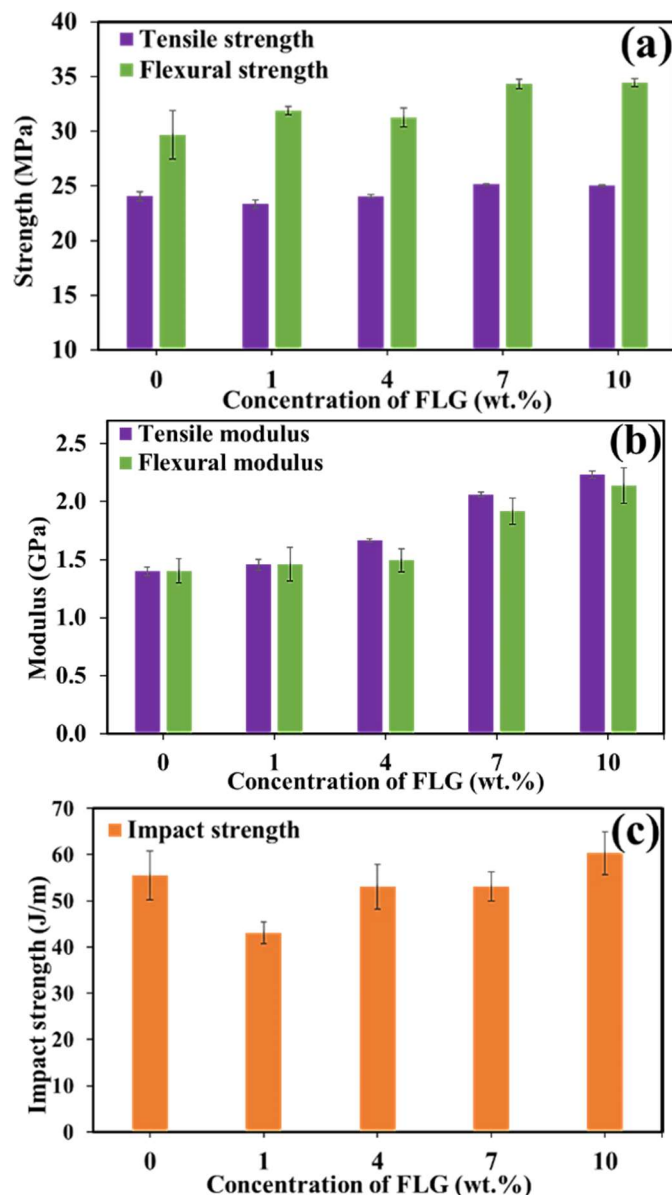 (a)
Tensile strength
Flexural strength
Strength (MPa)
40
35
30
25
20
15
10
0 1 4 7 10
Concentration of FLG (wt.%)
(b)
Tensile modulus
Flexural modulus
Modulus (GPa)
2.5
2.0
1.5
1.0
0.5
0.0
0 1 4 7 10
Concentration of FLG (wt.%)
(c)
Impact strength
Impact strength (J/m)
70
60
50
40
30
20
10
0
0 1 4 7 10
Concentration of FLG (wt.%)